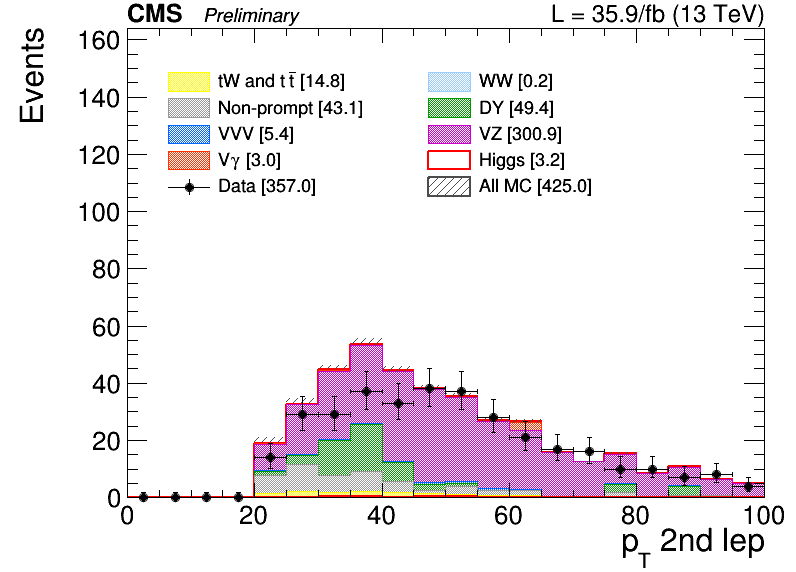 CMS Preliminary L = 35.9/fb (13 TeV)
Events
160
140
120
100
80
60
40
20
0
tW and t t̄ [14.8]
WW [0.2]
Non-prompt [43.1]
DY [49.4]
VVV [5.4]
VZ [300.9]
Vγ [3.0]
Higgs [3.2]
Data [357.0]
All MC [425.0]
0 20 40 60 80 100
p_T 2nd lep